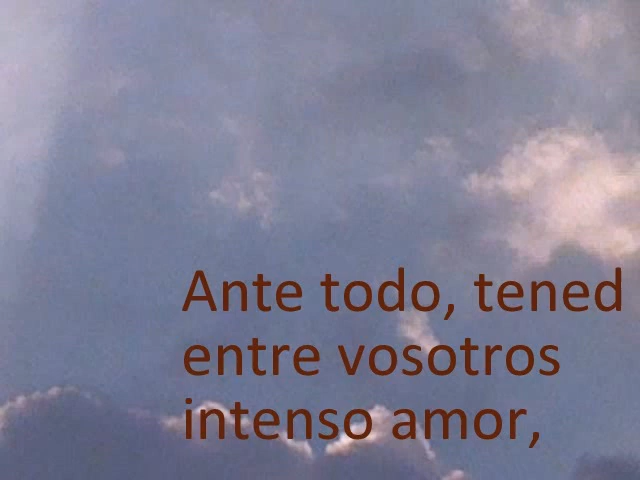 Ante todo, tened
entre vosotros
intenso amor,